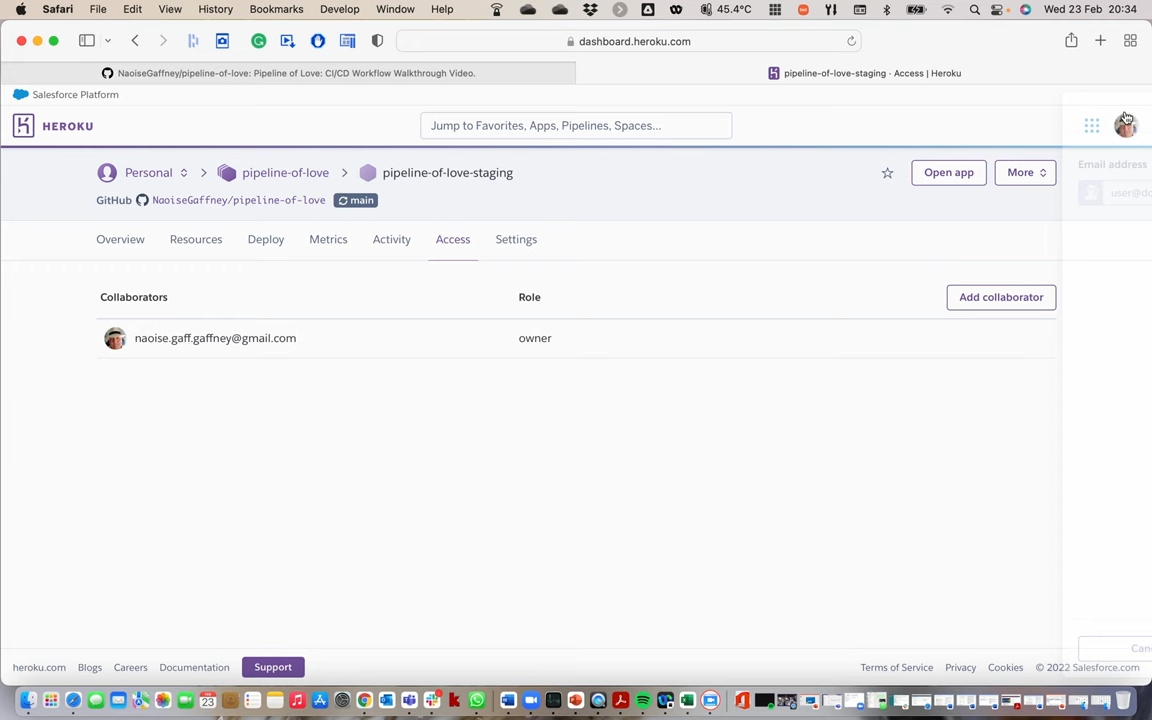 Safari File Edit View History Bookmarks Develop Window Help 45.4°C Wed 23 Feb 20:34
dashboard.heroku.com
NaoiseGaffney/pipeline-of-love: Pipeline of Love: CI/CD Workflow Walkthrough Video.
pipeline-of-love-staging · Access | Heroku
Salesforce Platform
HEROKU
Jump to Favorites, Apps, Pipelines, Spaces...
Email address
user@do
Personal
pipeline-of-love
pipeline-of-love-staging
Open app
More
GitHub NaoiseGaffney/pipeline-of-love main
Overview Resources Deploy Metrics Activity Access Settings
Collaborators Role
Add collaborator
naoise.gaff.gaffney@gmail.com owner
Canc
heroku.com Blogs Careers Documentation Support
Terms of Service Privacy Cookies © 2022 Salesforce.com